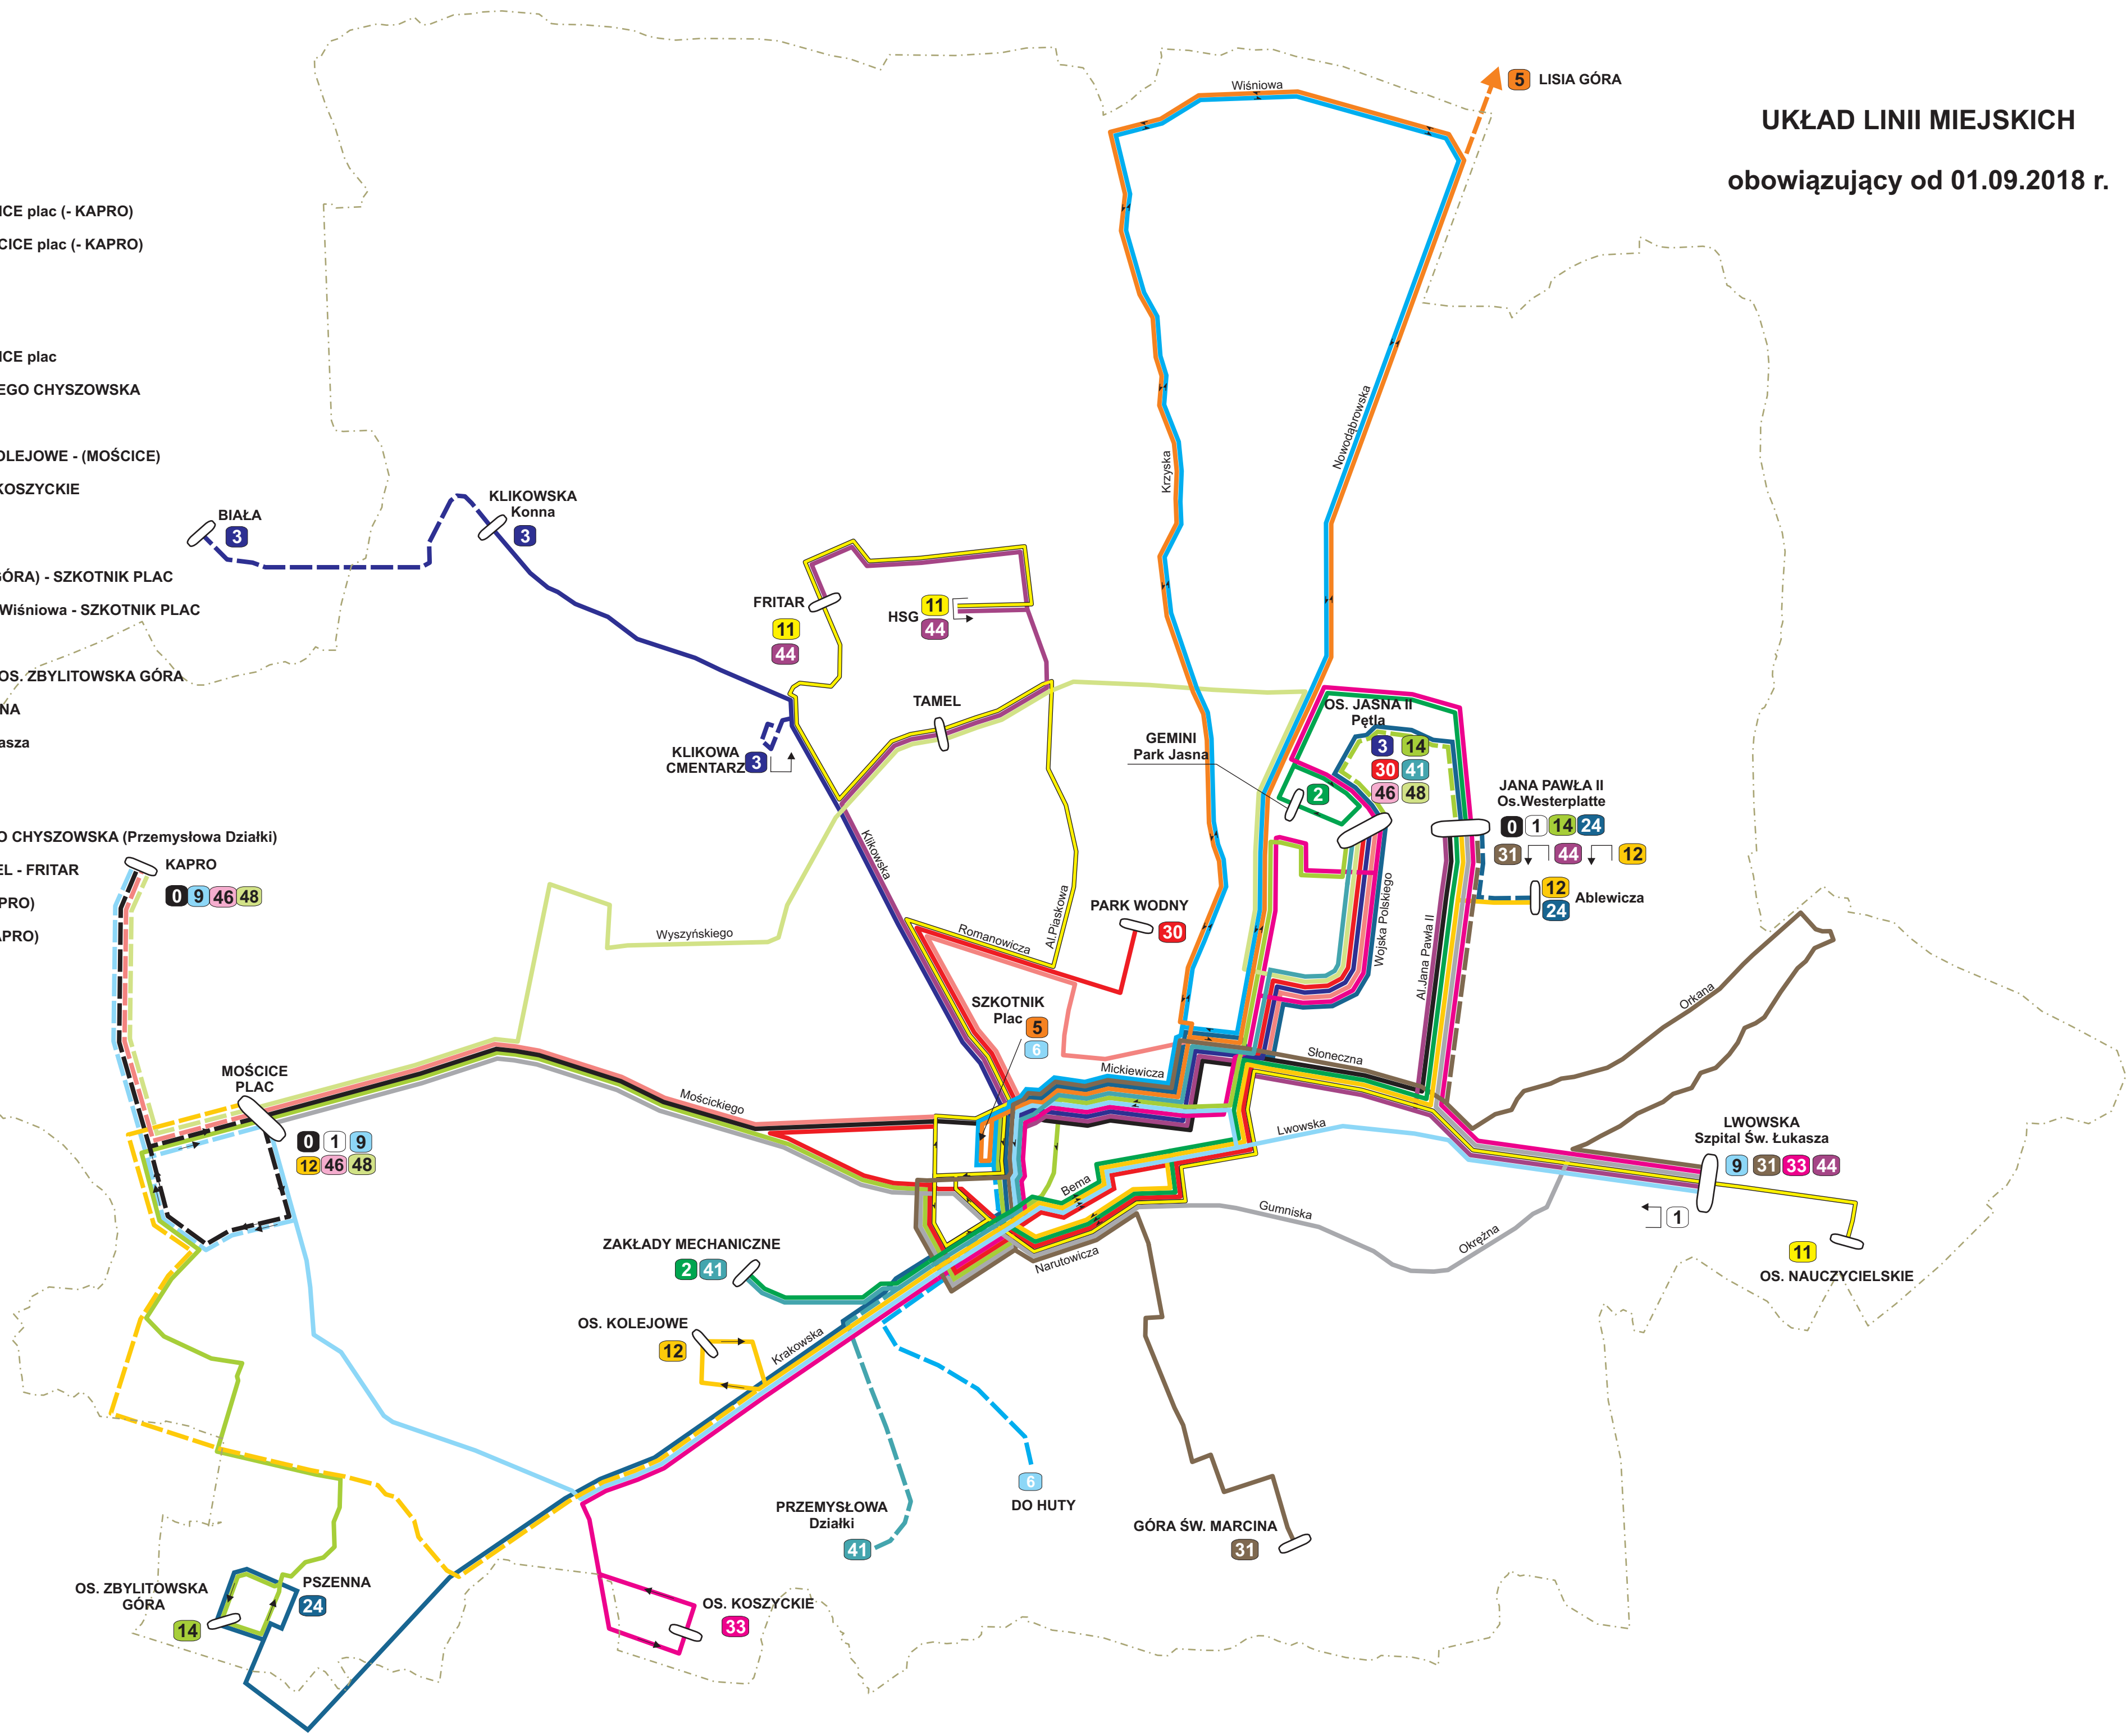 UKŁAD LINII MIEJSKICH
obowiązujący od 01.09.2018 r.
5 LISIA GÓRA
Wiśniowa
ICE plac (- KAPRO)
CICE plac (- KAPRO)
ICE plac
EGO CHYSZOWSKA
OLEJOWE - (MOŚCICE)
KOSZYCKIE
GÓRA) - SZKOTNIK PLAC
Wiśniowa - SZKOTNIK PLAC
OS. ZBYLITOWSKA GÓRA
NA
asza
O CHYSZOWSKA (Przemysłowa Działki)
EL - FRITAR
PRO)
APRO)
BIAŁA
3
KLIKOWSKA
Konna
3
Krzyska
Nowodąbrowska
FRITAR
11
44
HSG
11
44
TAMEL
KLIKOWA
CMENTARZ
3
GEMINI
Park Jasna
2
OS. JASNA II
Pętla
3 14
30 41
46 48
JANA PAWŁA II
Os.Westerplatte
0 1 14 24
31 44 12
12
24
Ablewicza
KAPRO
0 9 46 48
Klikowska
Wyszyńskiego
Romanowicza
Al.Piaskowa
PARK WODNY
30
Wojska Polskiego
Al.Jana Pawła II
Orkana
SZKOTNIK
Plac
5
6
Mickiewicza
Słoneczna
MOŚCICE
PLAC
0 1 9
12 46 48
Mościckiego
Lwowska
LWOWSKA
Szpital Św. Łukasza
9 31 33 44
1
Bema
Gumniska
Okrężna
Narutowicza
11
OS. NAUCZYCIELSKIE
ZAKŁADY MECHANICZNE
2 41
OS. KOLEJOWE
12
Krakowska
6
DO HUTY
PRZEMYSŁOWA
Działki
41
GÓRA ŚW. MARCINA
31
OS. ZBYLITOWSKA
GÓRA
14
PSZENNA
24
OS. KOSZYCKIE
33